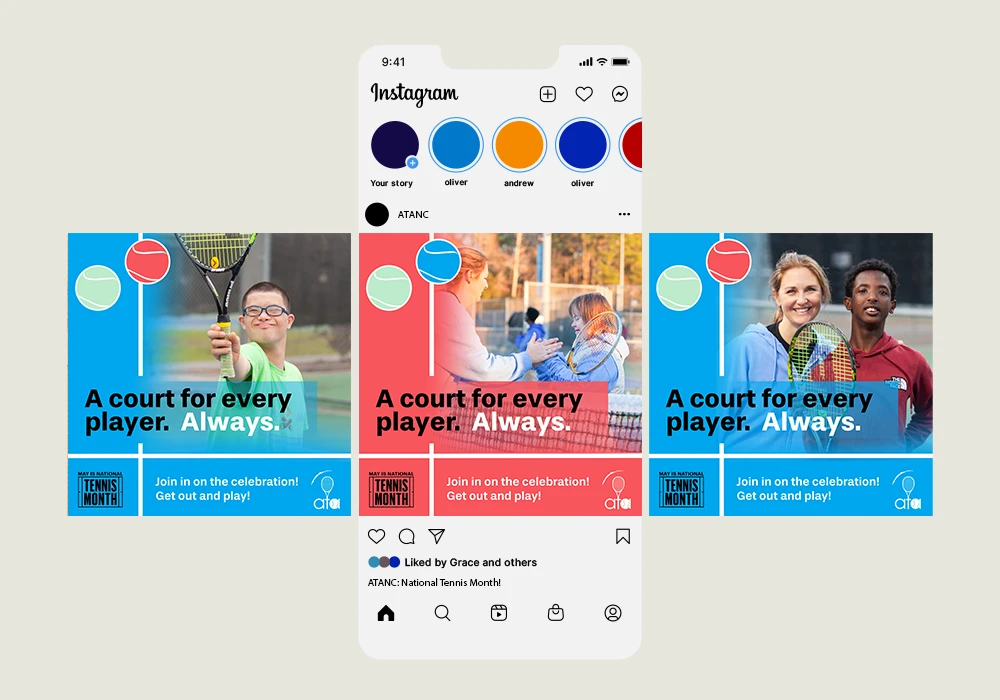 9:41
Instagram
Your story
oliver
andrew
oliver
ATANC
A court for every
player. Always.
MAY IS NATIONAL
TENNIS
MONTH
Join in on the celebration!
Get out and play!
ata
A court for every
player. Always.
MAY IS NATIONAL
TENNIS
MONTH
Join in on the celebration!
Get out and play!
ata
A court for every
player. Always.
MAY IS NATIONAL
TENNIS
MONTH
Join in on the celebration!
Get out and play!
ata
Liked by Grace and others
ATANC: National Tennis Month!